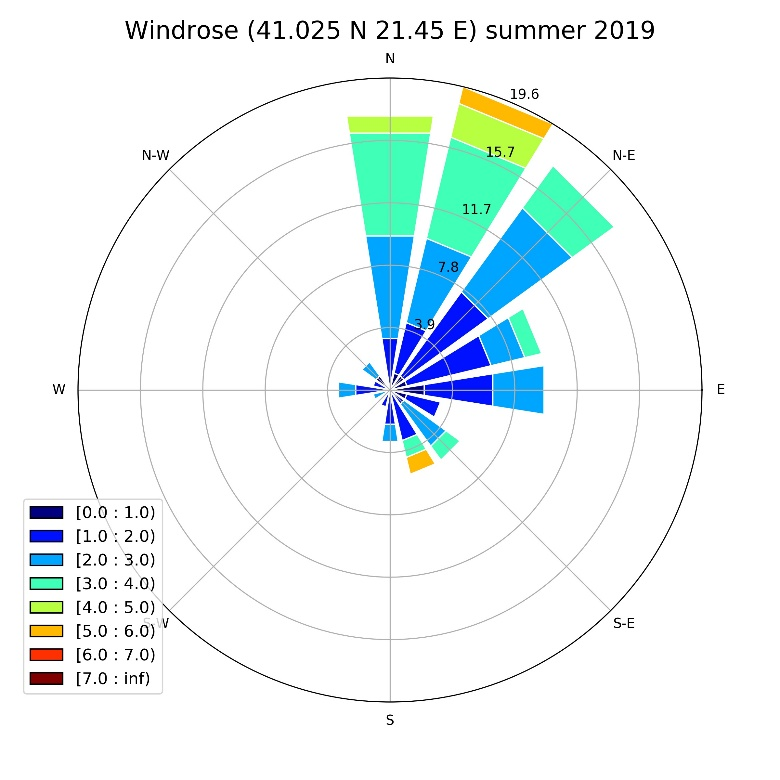 Windrose (41.025 N 21.45 E) summer 2019
N
19.6
N-W
15.7
N-E
11.7
7.8
3.9
W
E
[0.0 : 1.0)
[1.0 : 2.0)
[2.0 : 3.0)
[3.0 : 4.0)
[4.0 : 5.0)
S-W
S-E
[5.0 : 6.0)
[6.0 : 7.0)
[7.0 : inf)
S